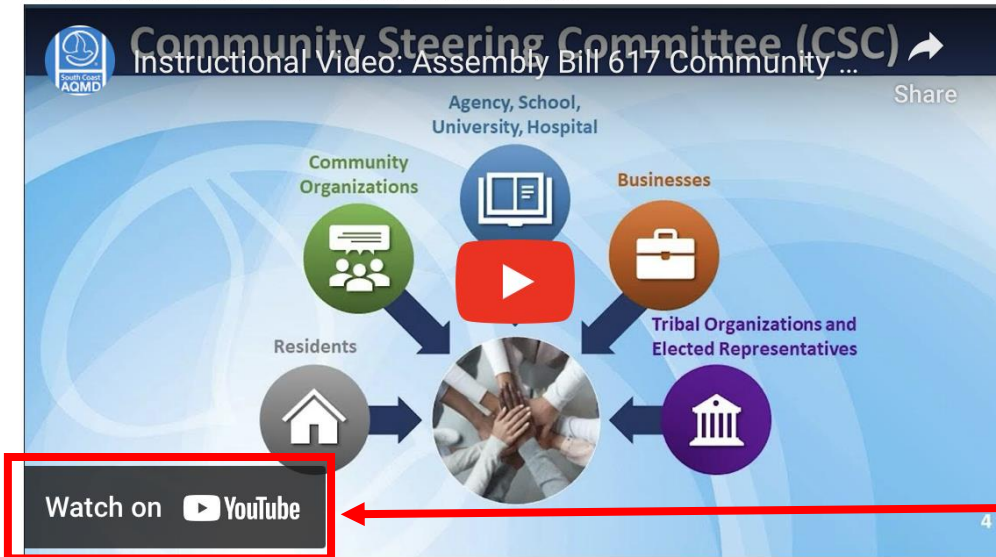 Community Steering Committee (CSC)
Instructional Video: Assembly Bill 617 Community ...
South Coast
AQMD
Share
Agency, School,
University, Hospital
Community
Organizations
Businesses
Tribal Organizations and
Elected Representatives
Residents
Watch on YouTube
4